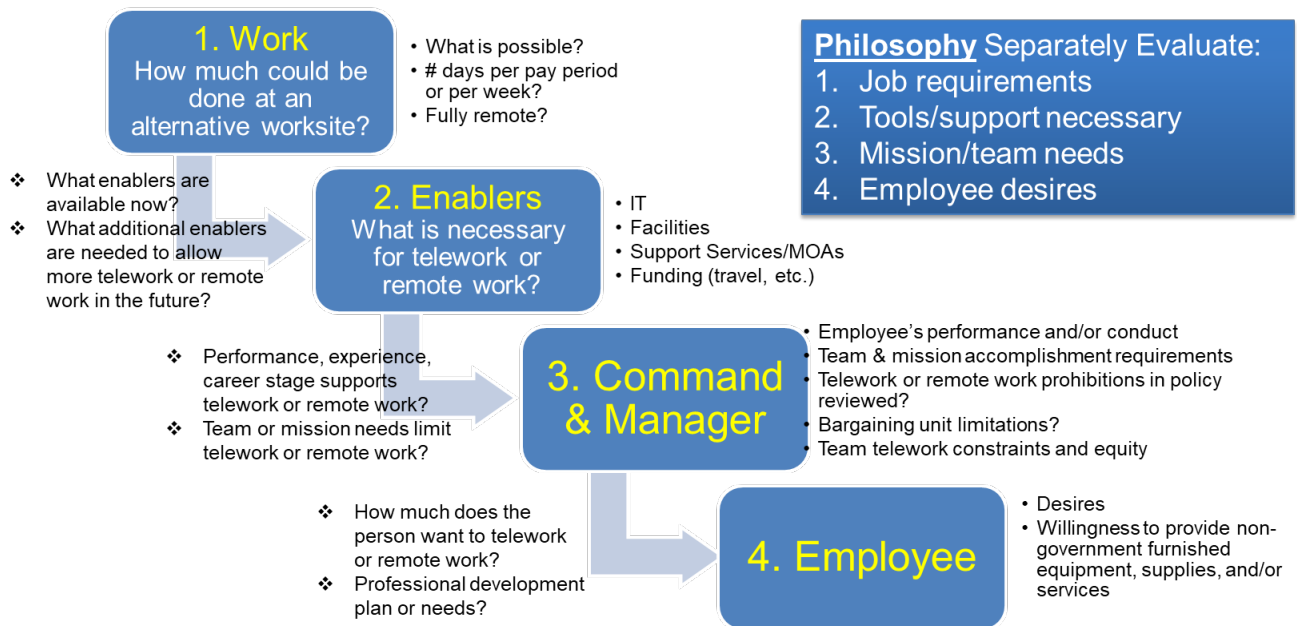 1. Work
How much could be
done at an
alternative worksite?
• What is possible?
• # days per pay period
or per week?
• Fully remote?
Philosophy Separately Evaluate:
1. Job requirements
2. Tools/support necessary
3. Mission/team needs
4. Employee desires
❖ What enablers are
available now?
❖ What additional enablers
are needed to allow
more telework or remote
work in the future?
2. Enablers
What is necessary
for telework or
remote work?
• IT
• Facilities
• Support Services/MOAs
• Funding (travel, etc.)
❖ Performance, experience,
career stage supports
telework or remote work?
❖ Team or mission needs limit
telework or remote work?
3. Command
& Manager
• Employee's performance and/or conduct
• Team & mission accomplishment requirements
• Telework or remote work prohibitions in policy
reviewed?
• Bargaining unit limitations?
• Team telework constraints and equity
❖ How much does the
person want to telework
or remote work?
❖ Professional development
plan or needs?
4. Employee
• Desires
• Willingness to provide non-
government furnished
equipment, supplies, and/or
services